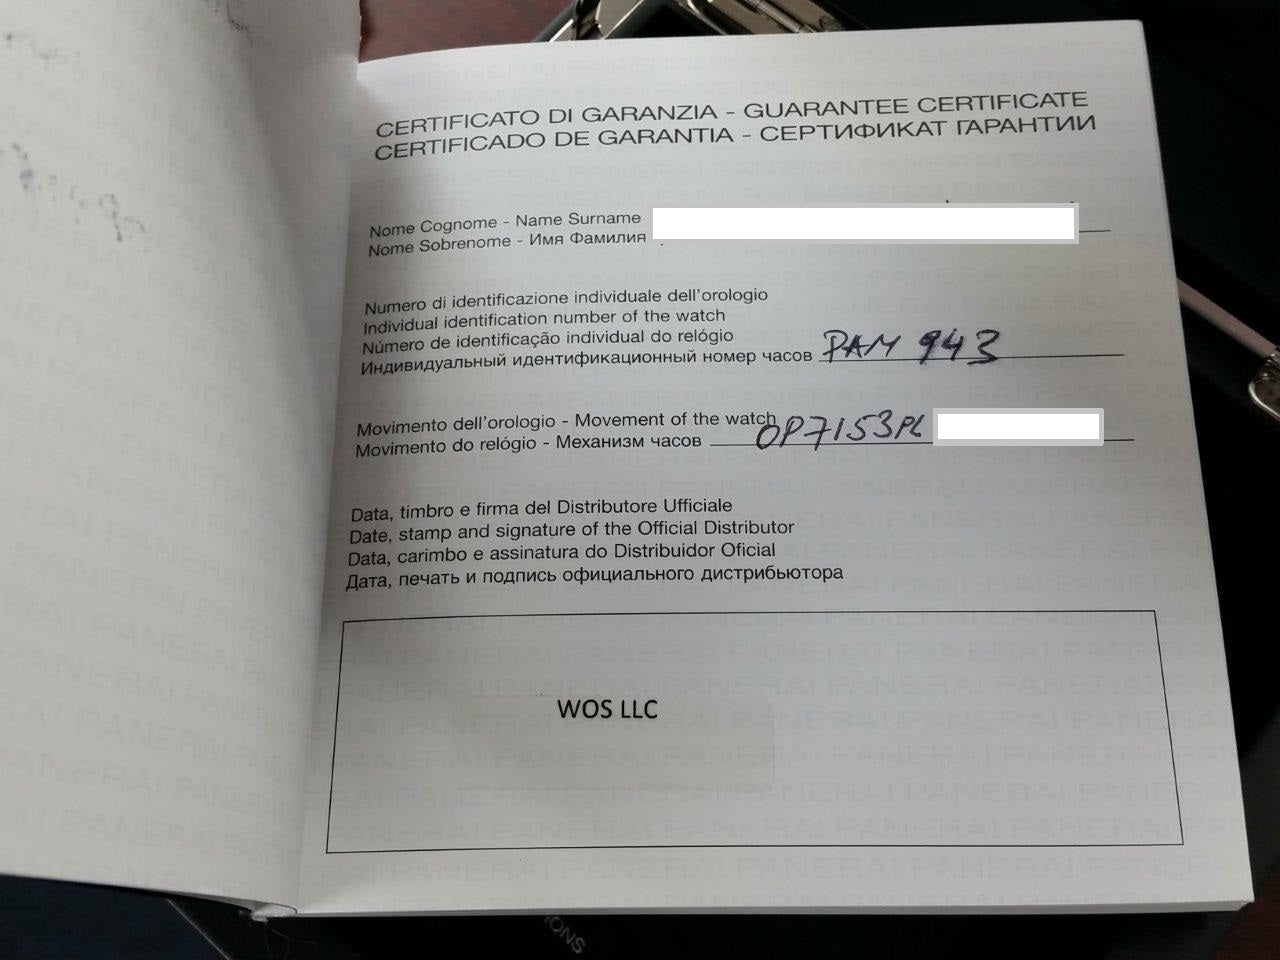 CERTIFICATO DI GARANZIA - GUARANTEE CERTIFICATE
CERTIFICADO DE GARANTIA - СЕРТИФИКАТ ГАРАНТИИ
Nome Cognome - Name Surname
Nome Sobrenome - Имя Фамилия
Numero di identificazione individuale dell'orologio
Individual identification number of the watch
Número de identificação individual do relógio
Индивидуальный идентификационный номер часов PAM 943
Movimento dell'orologio - Movement of the watch
Movimento do relógio - Механизм часов OP7153PL
Data, timbro e firma del Distributore Ufficiale
Date, stamp and signature of the Official Distributor
Data, carimbo e assinatura do Distribuidor Oficial
Дата, печать и подпись официального дистрибьютора
WOS LLC